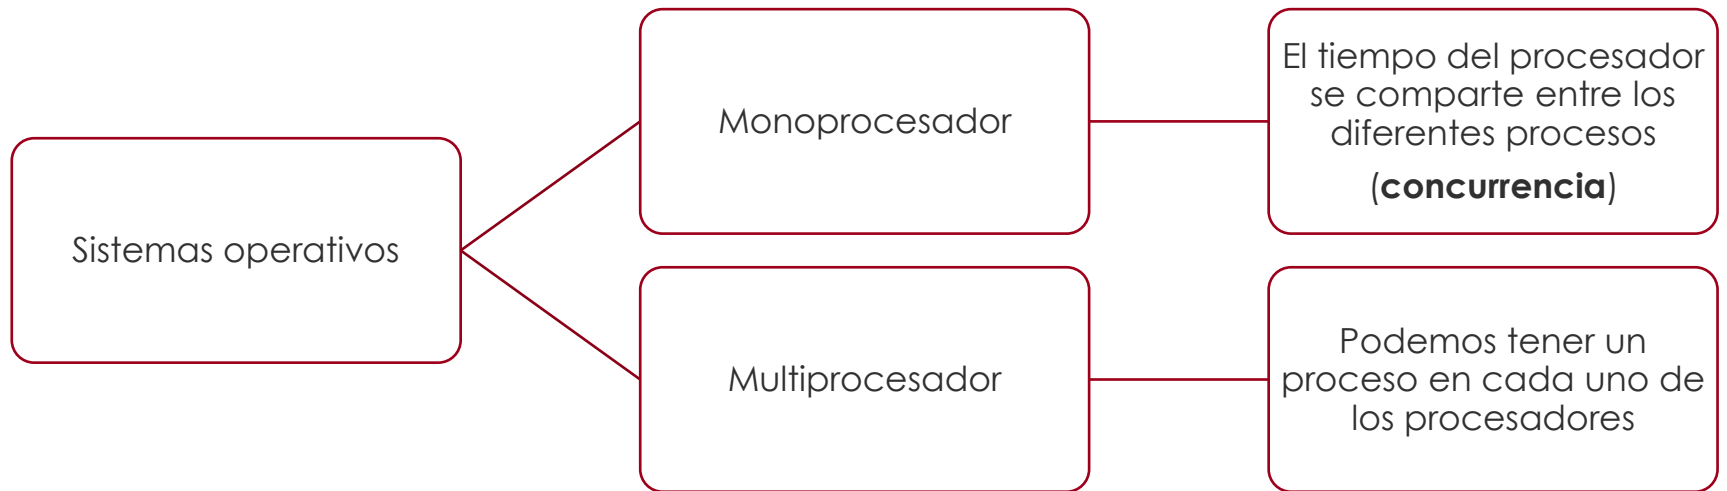 Sistemas operativos
Monoprocesador
El tiempo del procesador
se comparte entre los
diferentes procesos
(concurrencia)
Multiprocesador
Podemos tener un
proceso en cada uno de
los procesadores